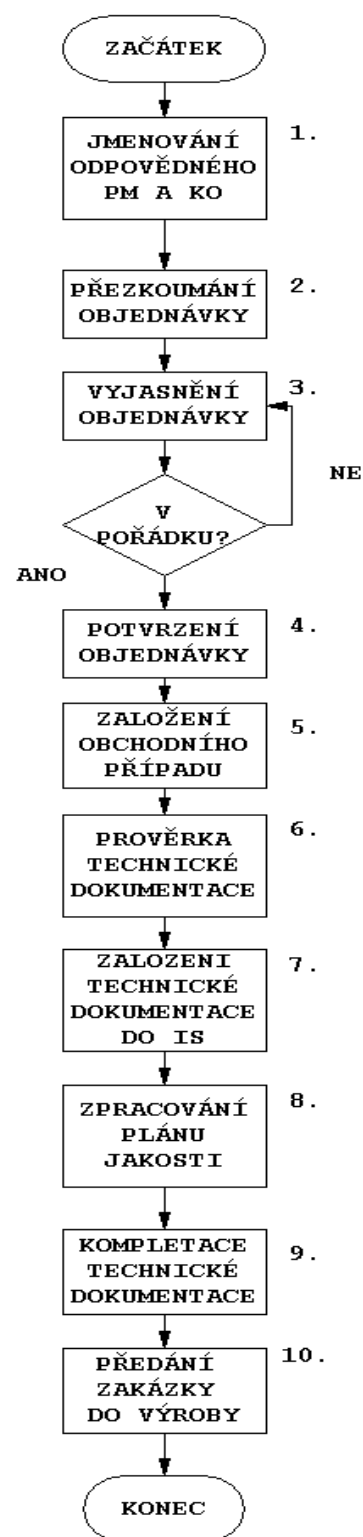 ZAČÁTEK
1.
JMENOVÁNÍ
ODPOVĚDNÉHO
PM A KO
2.
PŘEZKOUMÁNÍ
OBJEDNÁVKY
3.
VYJASNĚNÍ
OBJEDNÁVKY
NE
V
POŘÁDKU?
ANO
4.
POTVRZENÍ
OBJEDNÁVKY
5.
ZALOŽENÍ
OBCHODNÍHO
PŘÍPADU
6.
PROVĚRKA
TECHNICKÉ
DOKUMENTACE
7.
ZALOZENI
TECHNICKÉ
DOKUMENTACE
DO IS
8.
ZPRACOVÁNÍ
PLÁNU
JAKOSTI
9.
KOMPLETACE
TECHNICKÉ
DOKUMENTACE
10.
PŘEDÁNÍ
ZAKÁZKY
DO VÝROBY
KONEC